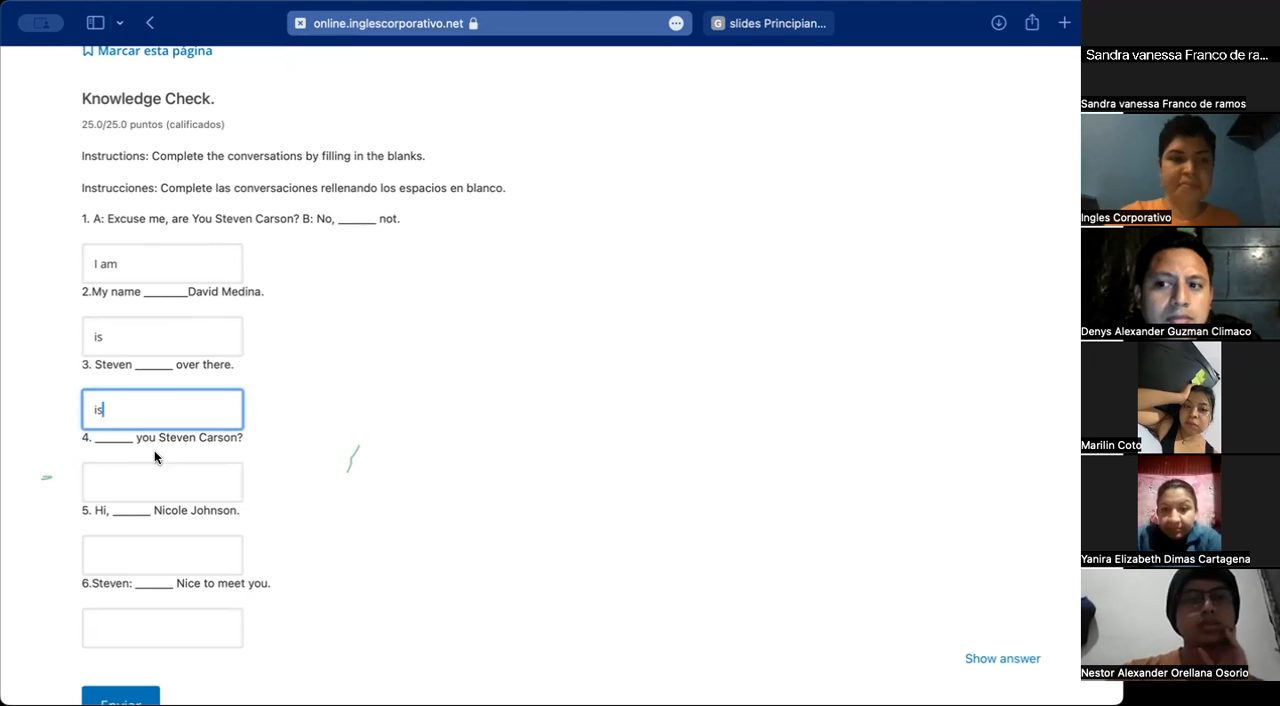 online.inglescorporativo.net
G slides Principian...
Marcar esta página
Knowledge Check.
25.0/25.0 puntos (calificados)
Instructions: Complete the conversations by filling in the blanks.
Instrucciones: Complete las conversaciones rellenando los espacios en blanco.
1. A: Excuse me, are You Steven Carson? B: No, ______ not.
I am
2.My name ________David Medina.
is
3. Steven ______ over there.
is
4. ______ you Steven Carson?
5. Hi, ______ Nicole Johnson.
6.Steven: ______ Nice to meet you.
Show answer
Enviar
Sandra vanessa Franco de ra...
Sandra vanessa Franco de ramos
Ingles Corporativo
Denys Alexander Guzman Climaco
Marilin Coto
Yanira Elizabeth Dimas Cartagena
Nestor Alexander Orellana Osorio